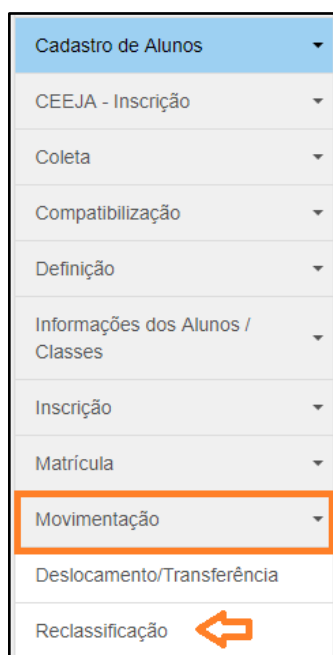 Cadastro de Alunos
CEEJA - Inscrição
Coleta
Compatibilização
Definição
Informações dos Alunos /
Classes
Inscrição
Matrícula
Movimentação
Deslocamento/Transferência
Reclassificação